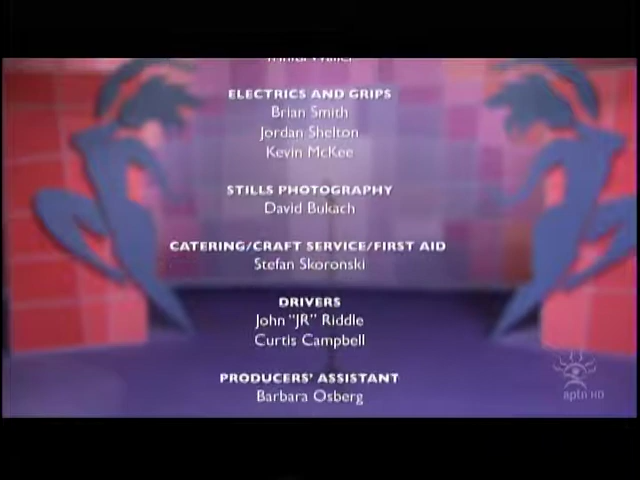 ELECTRICS AND GRIPS
Brian Smith
Jordan Shelton
Kevin McKee
STILLS PHOTOGRAPHY
David Bukach
CATERING/CRAFT SERVICE/FIRST AID
Stefan Skoronski
DRIVERS
John "JR" Riddle
Curtis Campbell
PRODUCERS' ASSISTANT
Barbara Osberg
aptn HD